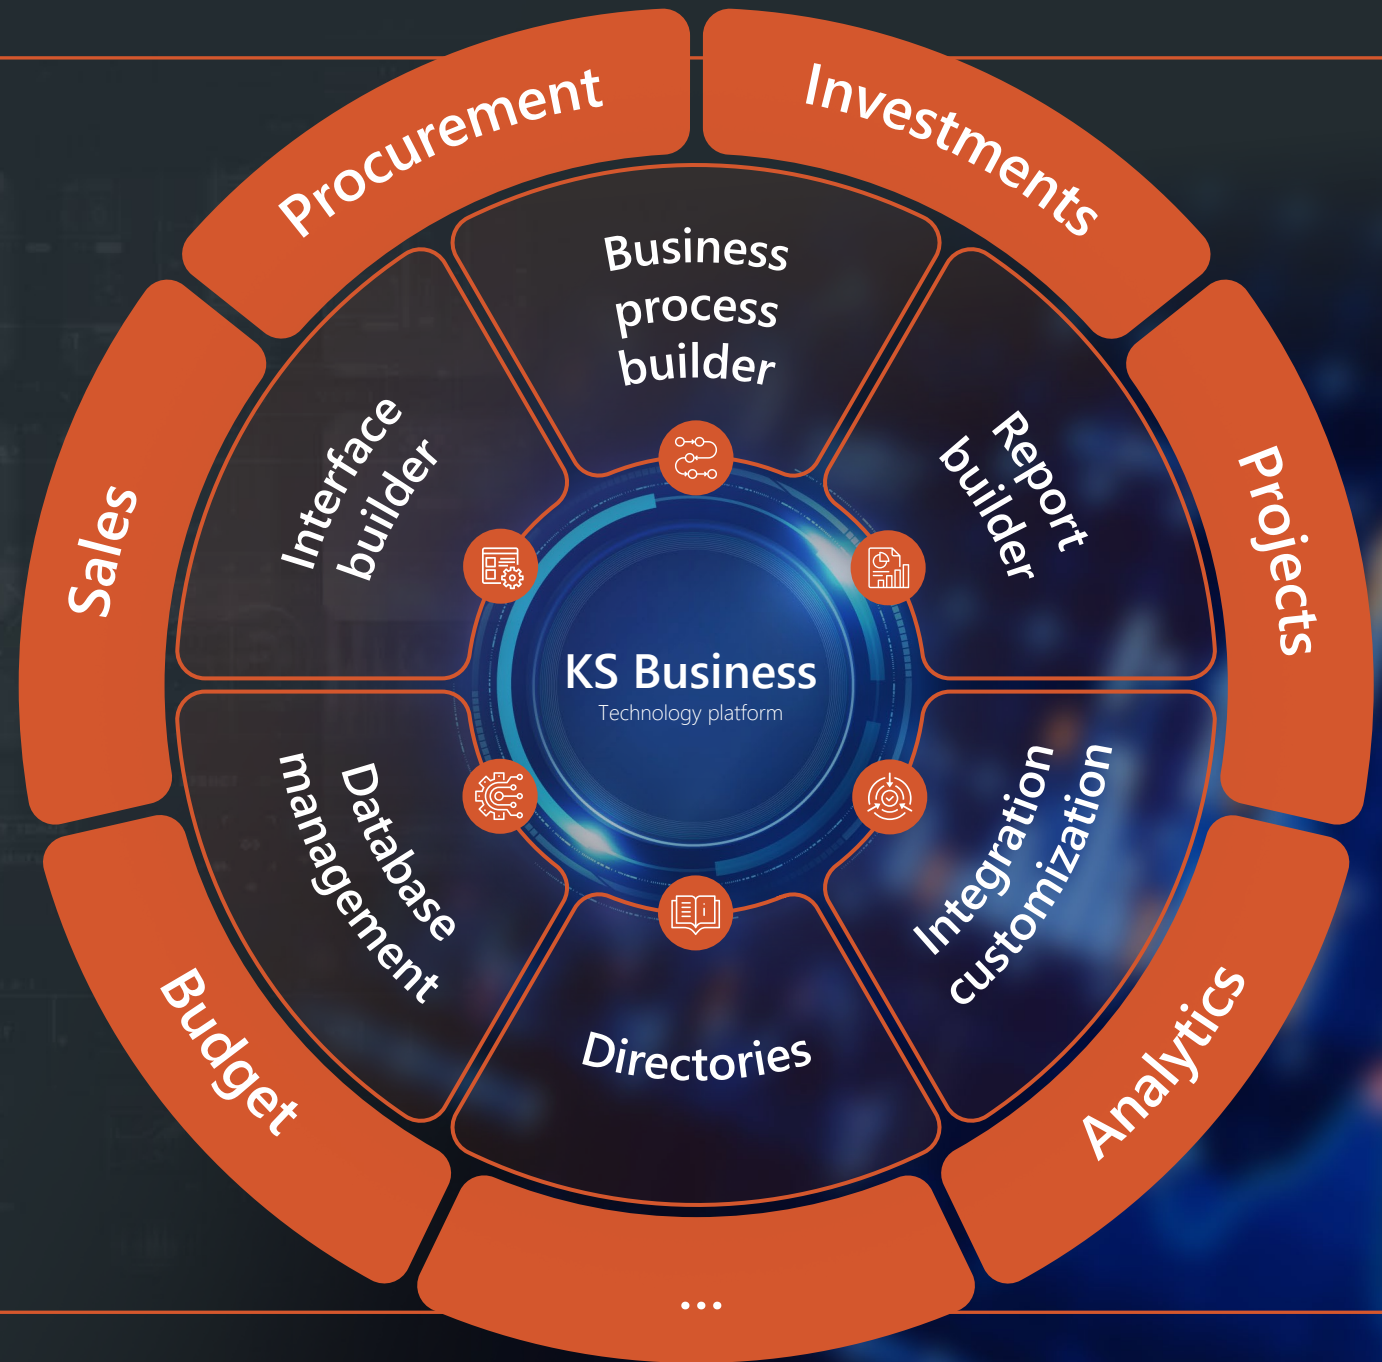 Procurement
Investments
Projects
Analytics
...
Budget
Sales
Business
process
builder
Report
builder
Integration
customization
Directories
Database
management
Interface
builder
KS Business
Technology platform